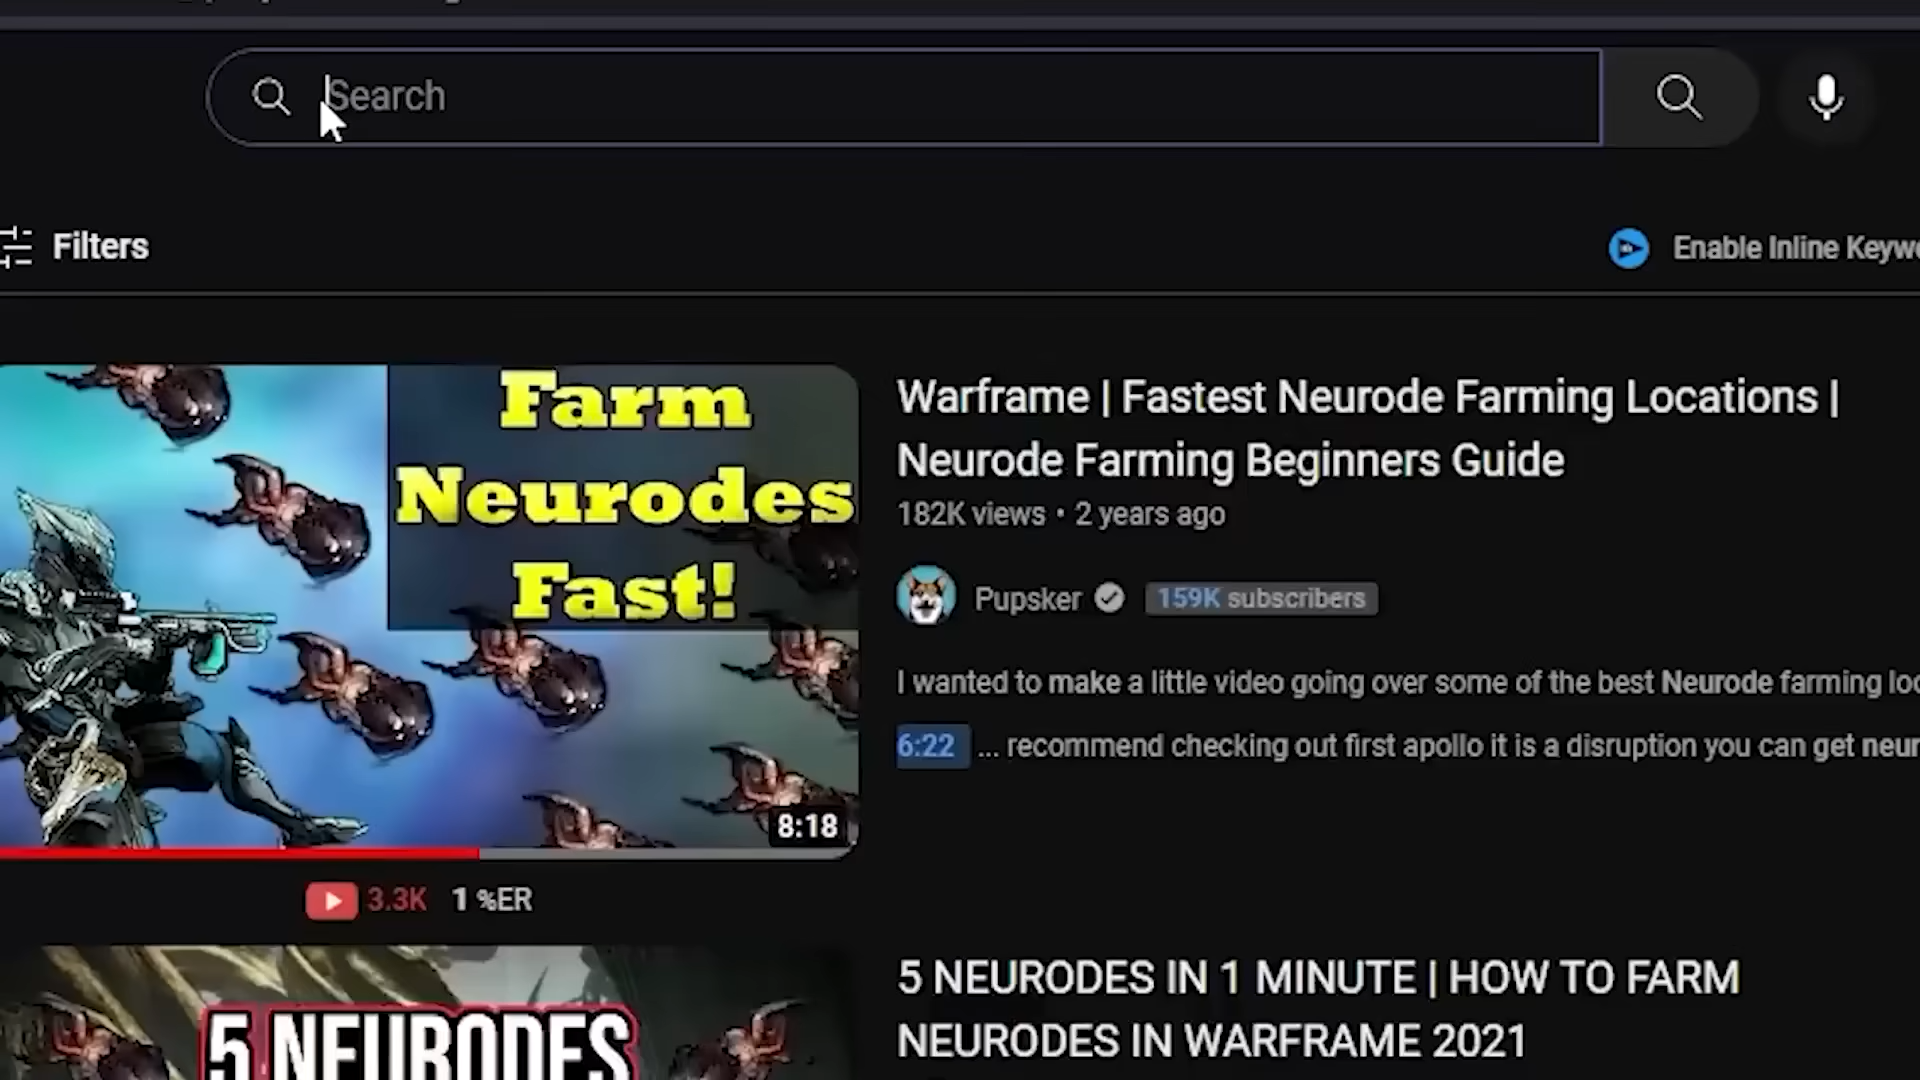 Search
Filters
Enable Inline Keywo
Farm
Neurodes
Fast!
8:18
Warframe | Fastest Neurode Farming Locations |
Neurode Farming Beginners Guide
182K views • 2 years ago
Pupsker
159K subscribers
I wanted to make a little video going over some of the best Neurode farming loc
6:22 ... recommend checking out first apollo it is a disruption you can get neur
3.3K 1 %ER
5 NEURODES
5 NEURODES IN 1 MINUTE | HOW TO FARM
NEURODES IN WARFRAME 2021